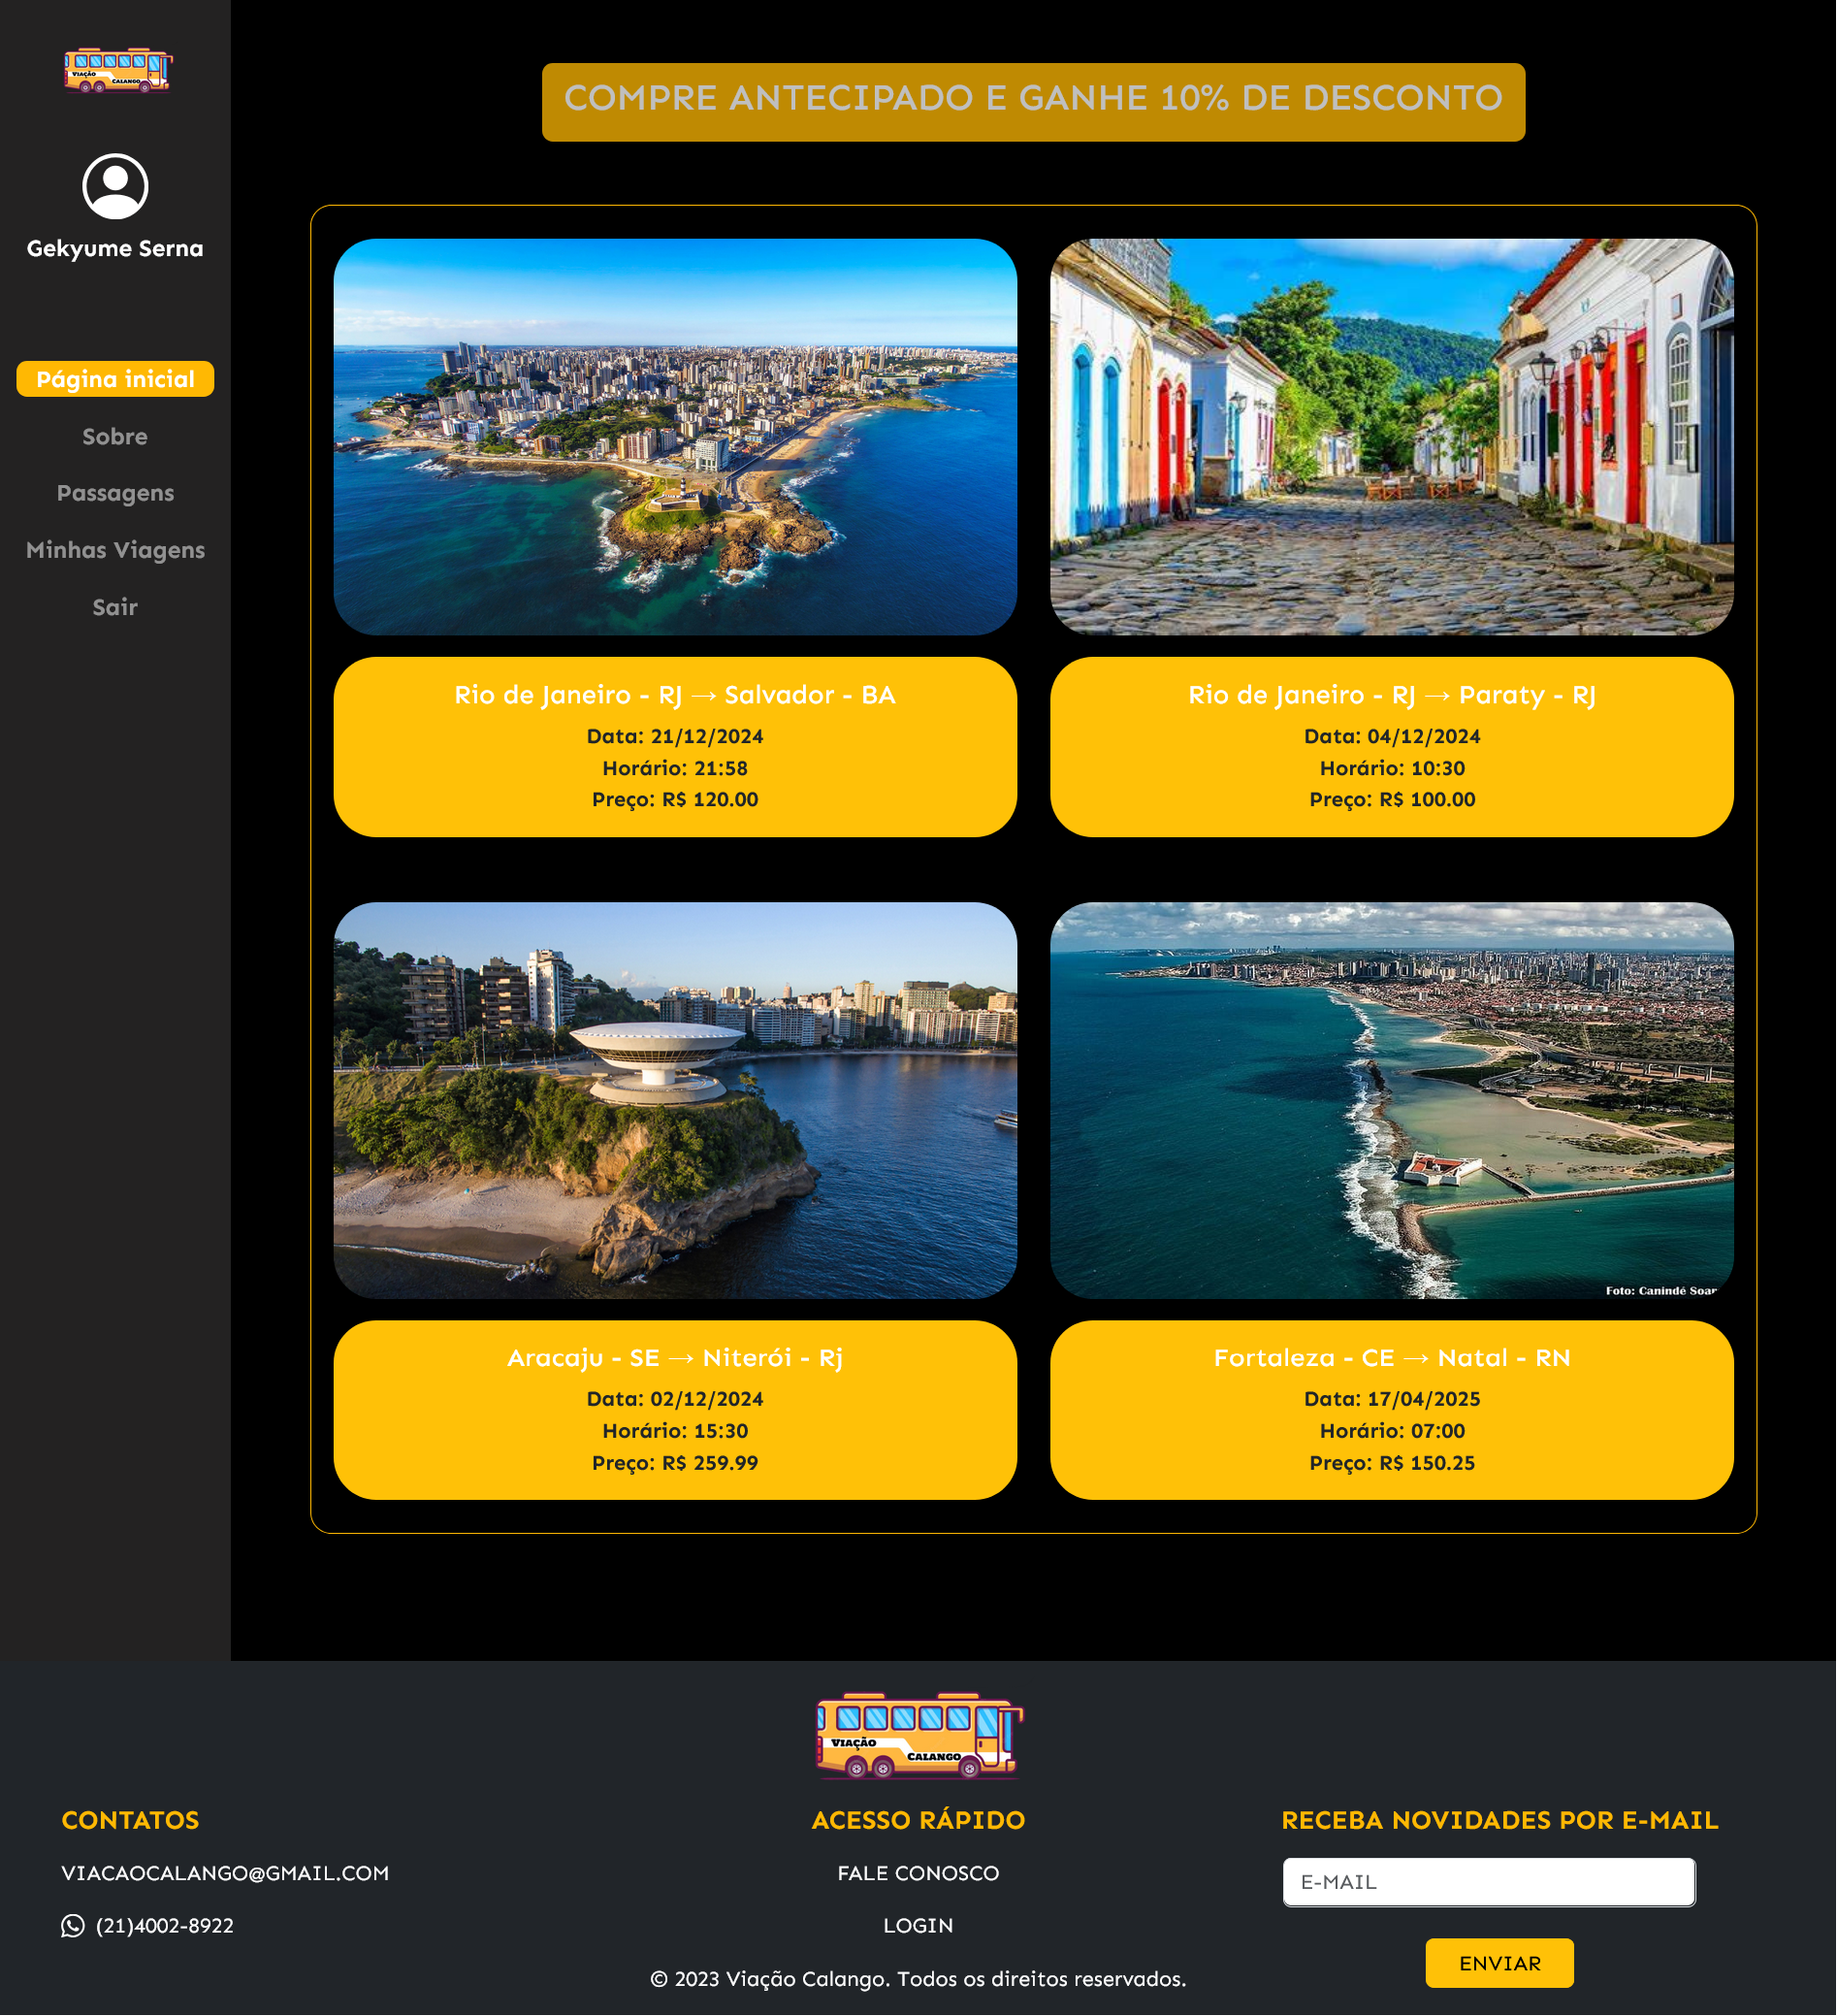 VIAÇÃO
CALANGO
Gekyume Serna
Página inicial
Sobre
Passagens
Minhas Viagens
Sair
COMPRE ANTECIPADO E GANHE 10% DE DESCONTO
Rio de Janeiro - RJ → Salvador - BA
Data: 21/12/2024
Horário: 21:58
Preço: R$ 120.00
Rio de Janeiro - RJ → Paraty - RJ
Data: 04/12/2024
Horário: 10:30
Preço: R$ 100.00
Foto: Canindé Soar
Aracaju - SE → Niterói - Rj
Data: 02/12/2024
Horário: 15:30
Preço: R$ 259.99
Fortaleza - CE → Natal - RN
Data: 17/04/2025
Horário: 07:00
Preço: R$ 150.25
VIAÇÃO
CALANGO
CONTATOS
VIACAOCALANGO@GMAIL.COM
(21)4002-8922
ACESSO RÁPIDO
FALE CONOSCO
LOGIN
RECEBA NOVIDADES POR E-MAIL
E-MAIL
ENVIAR
© 2023 Viação Calango. Todos os direitos reservados.